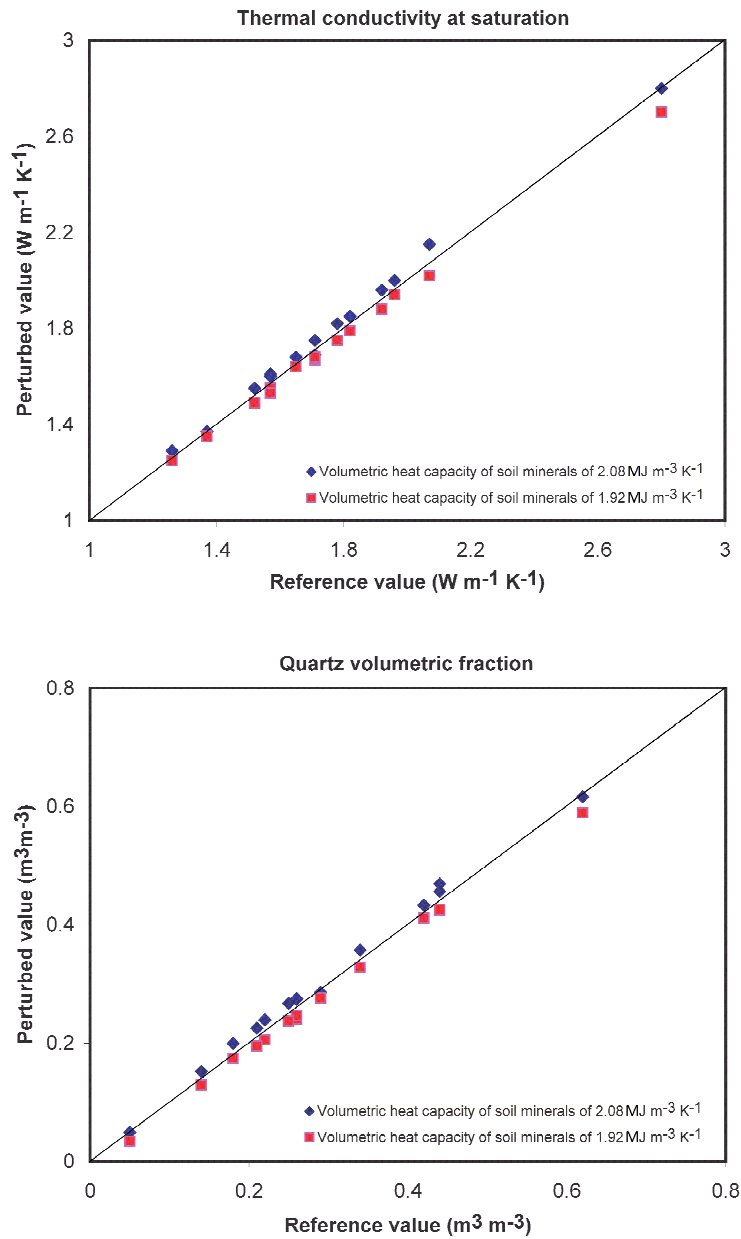 Thermal conductivity at saturation
3
2.6
2.2
1.8
1.4
1
Perturbed value (W m-1 K-1)
Volumetric heat capacity of soil minerals of 2.08 MJ m-3 K-1
Volumetric heat capacity of soil minerals of 1.92 MJ m-3 K-1
1 1.4 1.8 2.2 2.6 3
Reference value (W m-1 K-1)
Quartz volumetric fraction
0.8
0.6
0.4
0.2
0
Perturbed value (m3m-3)
Volumetric heat capacity of soil minerals of 2.08 MJ m-3 K-1
Volumetric heat capacity of soil minerals of 1.92 MJ m-3 K-1
0 0.2 0.4 0.6 0.8
Reference value (m3 m-3)